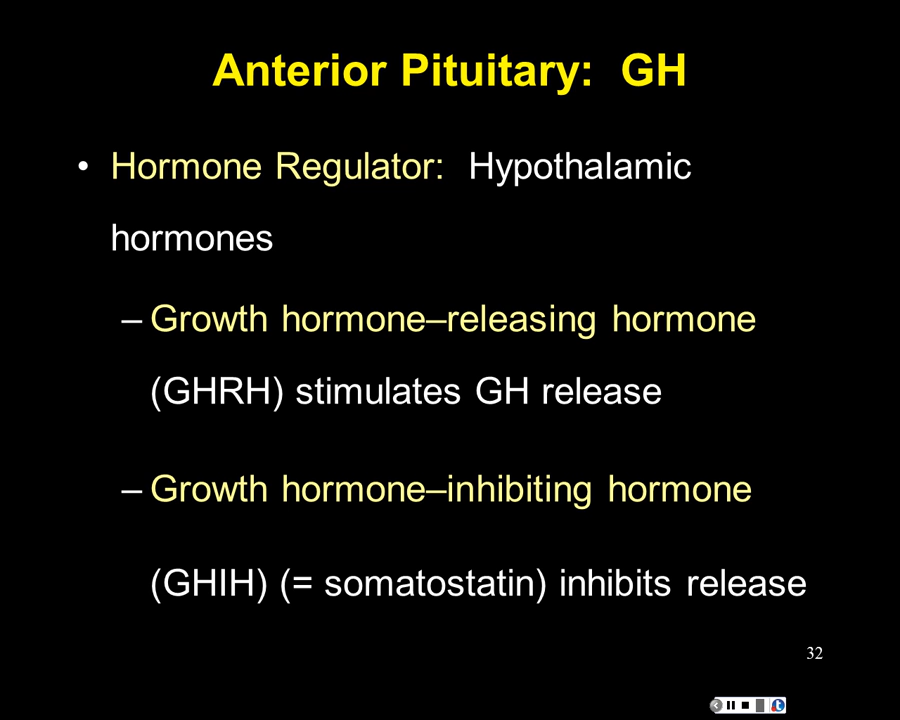 Anterior Pituitary: GH
• Hormone Regulator: Hypothalamic
hormones
– Growth hormone–releasing hormone
(GHRH) stimulates GH release
– Growth hormone–inhibiting hormone
(GHIH) (= somatostatin) inhibits release
32